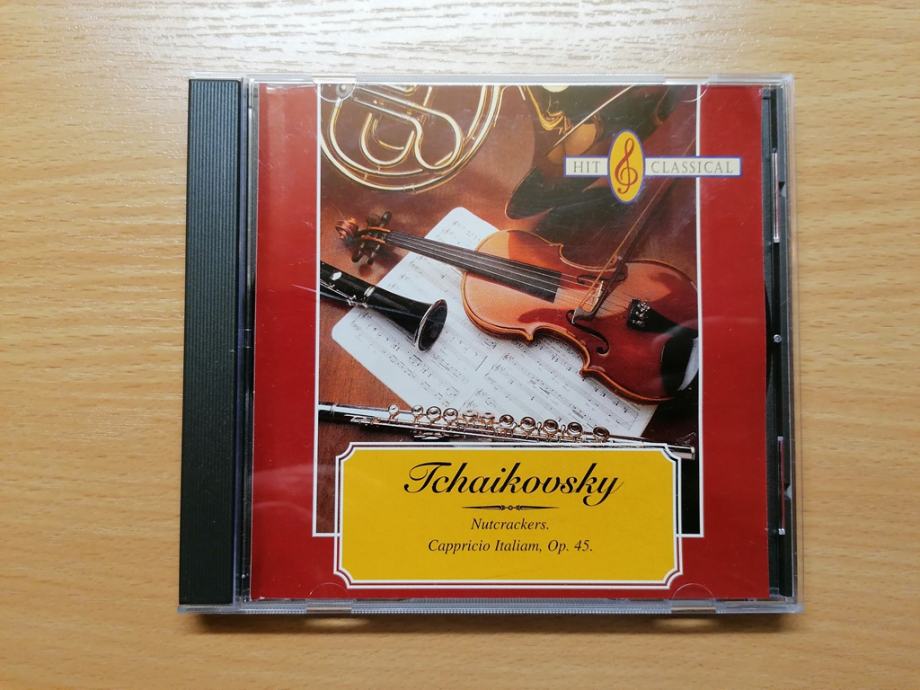 HIT CLASSICAL
Tchaikovsky
Nutcrackers.
Cappricio Italiam, Op. 45.